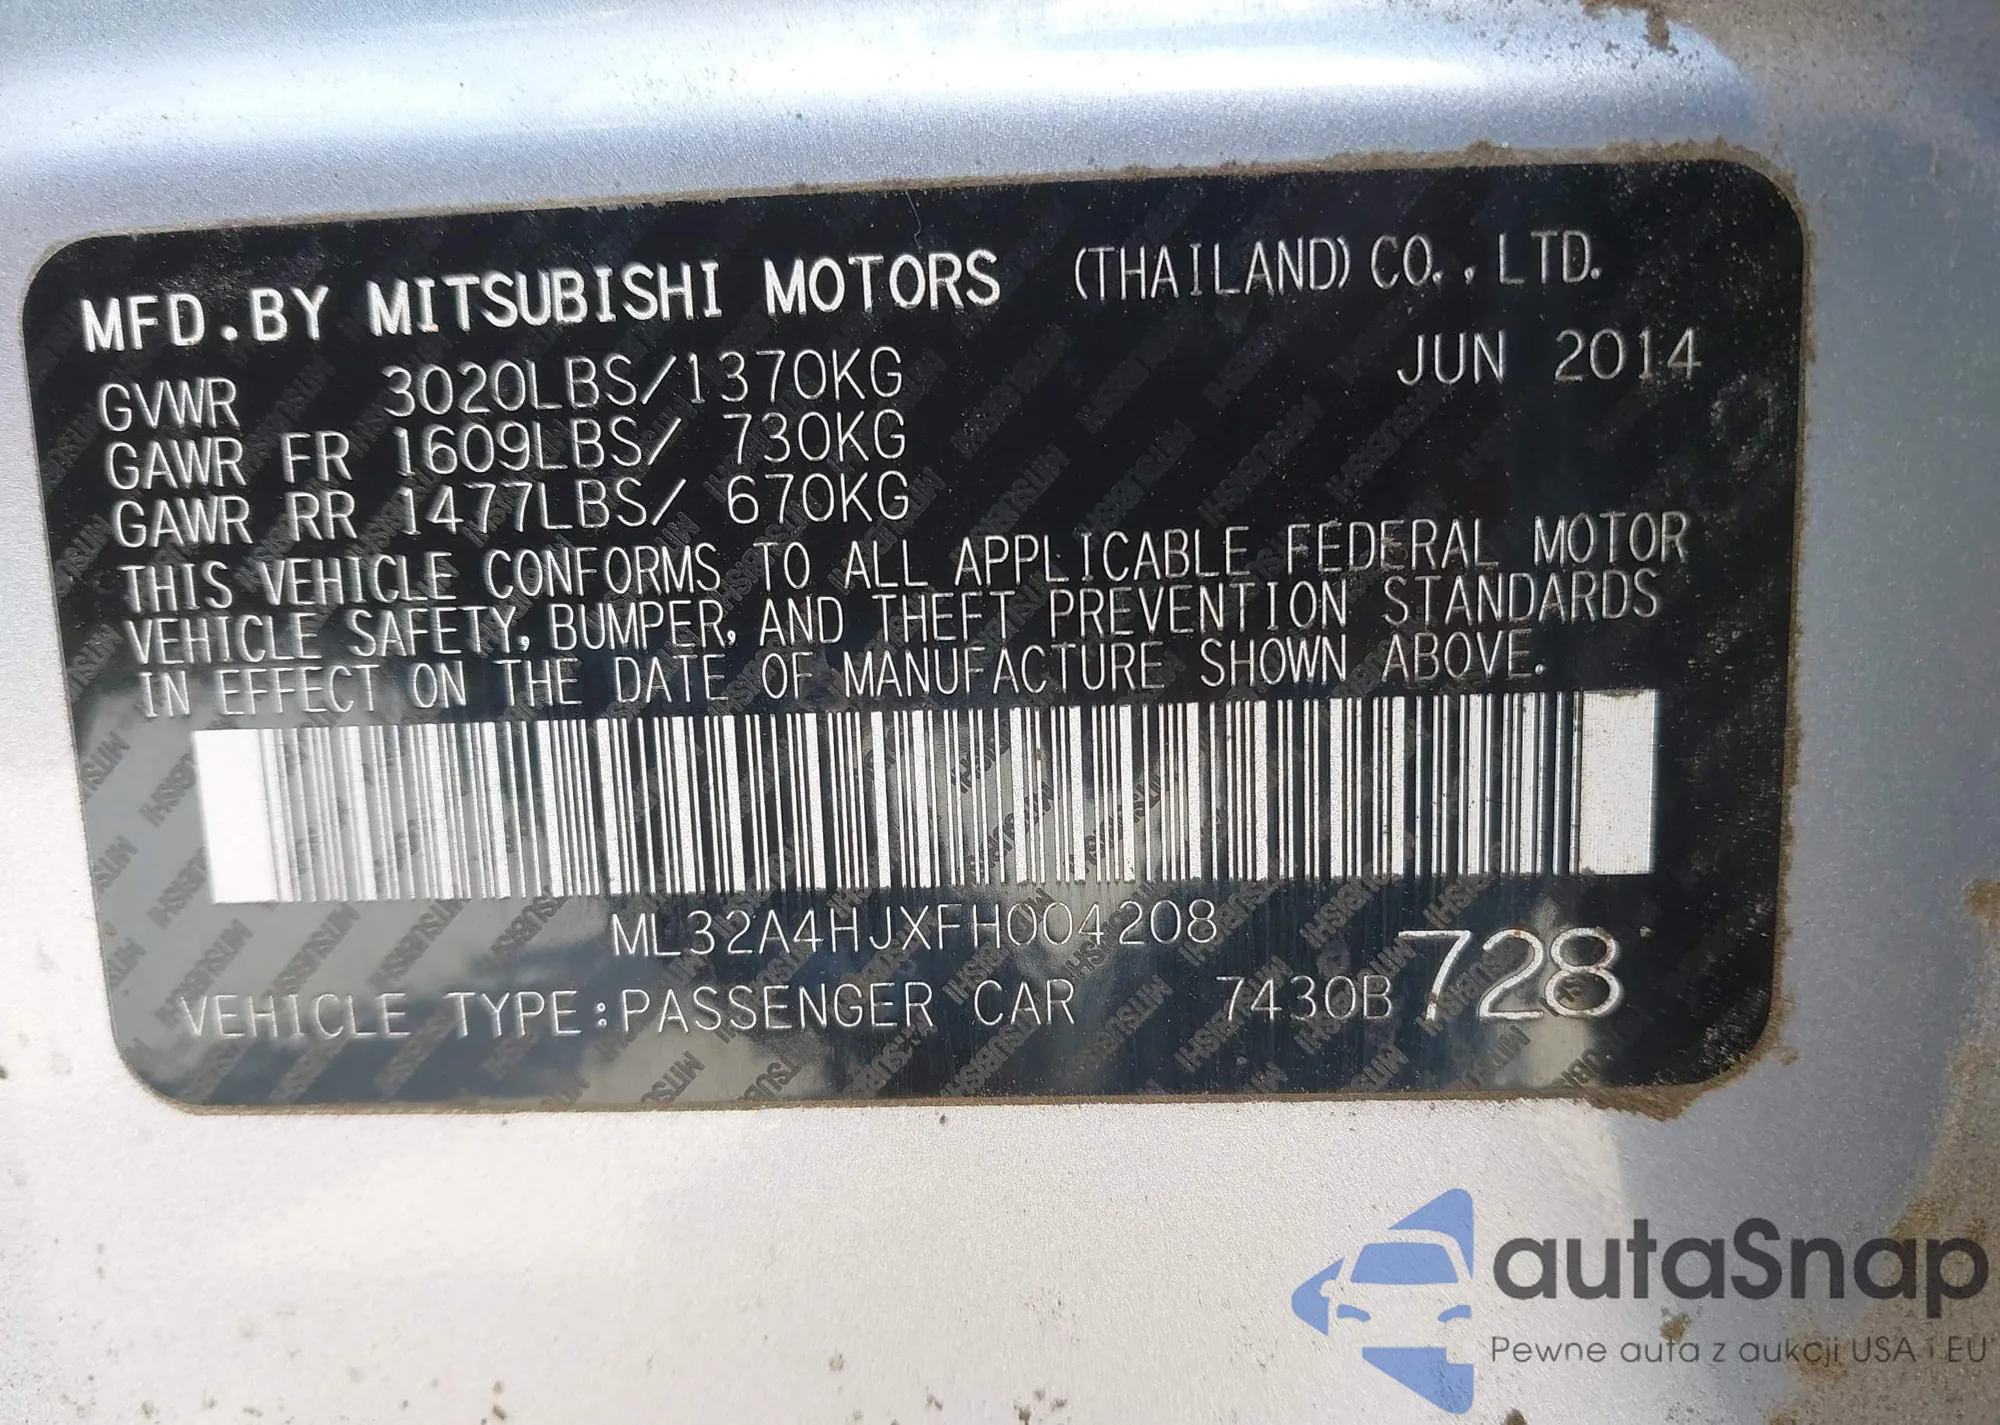 MFD.BY MITSUBISHI MOTORS (THAILAND) CO.,LTD.
JUN 2014
GVWR 3020LBS/1370KG
GAWR FR 1609LBS/ 730KG
GAWR RR 1477LBS/ 670KG
THIS VEHICLE CONFORMS TO ALL APPLICABLE FEDERAL MOTOR
VEHICLE SAFETY, BUMPER, AND THEFT PREVENTION STANDARDS
IN EFFECT ON THE DATE OF MANUFACTURE SHOWN ABOVE.
ML32A4HJXFH004208
VEHICLE TYPE:PASSENGER CAR 7430B728
autaSnap
Pewne auta z aukcji USA i EU